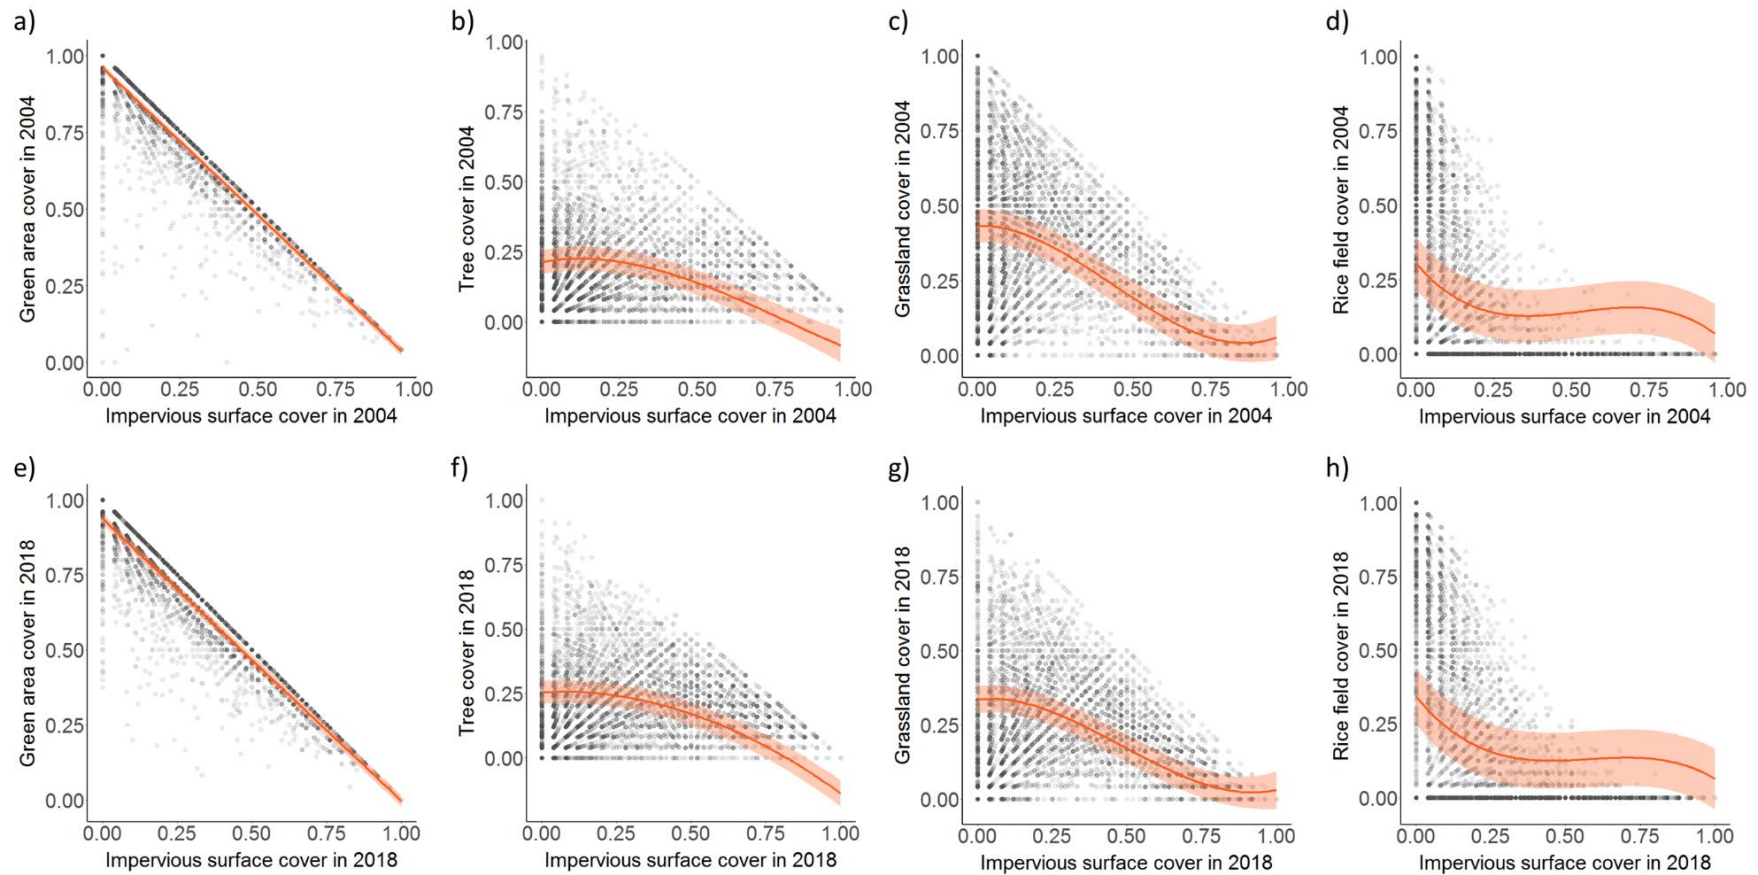 a)
1.00
0.75
0.50
0.25
0.00
Green area cover in 2004
0.00 0.25 0.50 0.75 1.00
Impervious surface cover in 2004
b)
1.00
0.75
0.50
0.25
0.00
Tree cover in 2004
0.00 0.25 0.50 0.75 1.00
Impervious surface cover in 2004
c)
1.00
0.75
0.50
0.25
0.00
Grassland cover in 2004
0.00 0.25 0.50 0.75 1.00
Impervious surface cover in 2004
d)
1.00
0.75
0.50
0.25
0.00
Rice field cover in 2004
0.00 0.25 0.50 0.75 1.00
Impervious surface cover in 2004
e)
1.00
0.75
0.50
0.25
0.00
Green area cover in 2018
0.00 0.25 0.50 0.75 1.00
Impervious surface cover in 2018
f)
1.00
0.75
0.50
0.25
0.00
Tree cover in 2018
0.00 0.25 0.50 0.75 1.00
Impervious surface cover in 2018
g)
1.00
0.75
0.50
0.25
0.00
Grassland cover in 2018
0.00 0.25 0.50 0.75 1.00
Impervious surface cover in 2018
h)
1.00
0.75
0.50
0.25
0.00
Rice field cover in 2018
0.00 0.25 0.50 0.75 1.00
Impervious surface cover in 2018